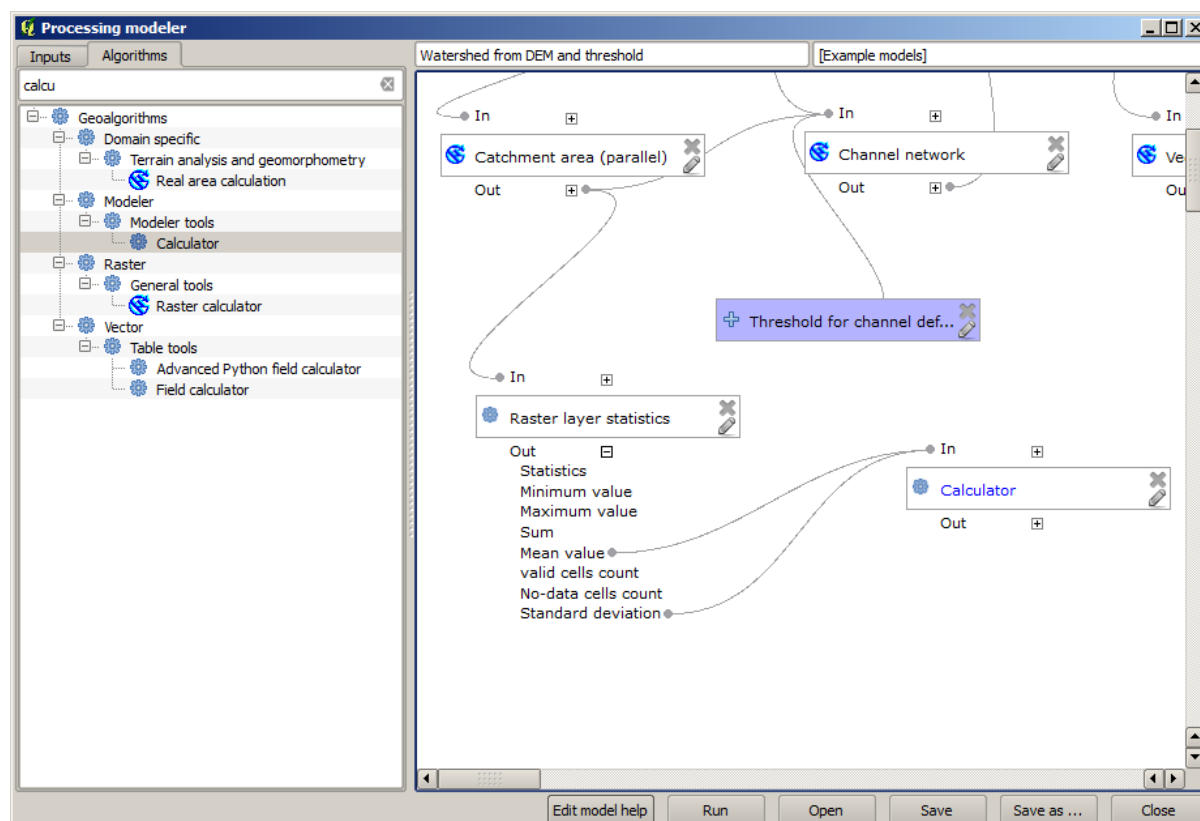 Processing modeler
Inputs
Algorithms
Watershed from DEM and threshold
[Example models]
calcu
Geoalgorithms
Domain specific
Terrain analysis and geomorphometry
Real area calculation
Modeler
Modeler tools
Calculator
Raster
General tools
Raster calculator
Vector
Table tools
Advanced Python field calculator
Field calculator
In
Catchment area (parallel)
Out
In
Channel network
Out
In
Ve
Ou
Threshold for channel def...
In
Raster layer statistics
Out
Statistics
Minimum value
Maximum value
Sum
Mean value
valid cells count
No-data cells count
Standard deviation
In
Calculator
Out
Edit model help
Run
Open
Save
Save as ...
Close